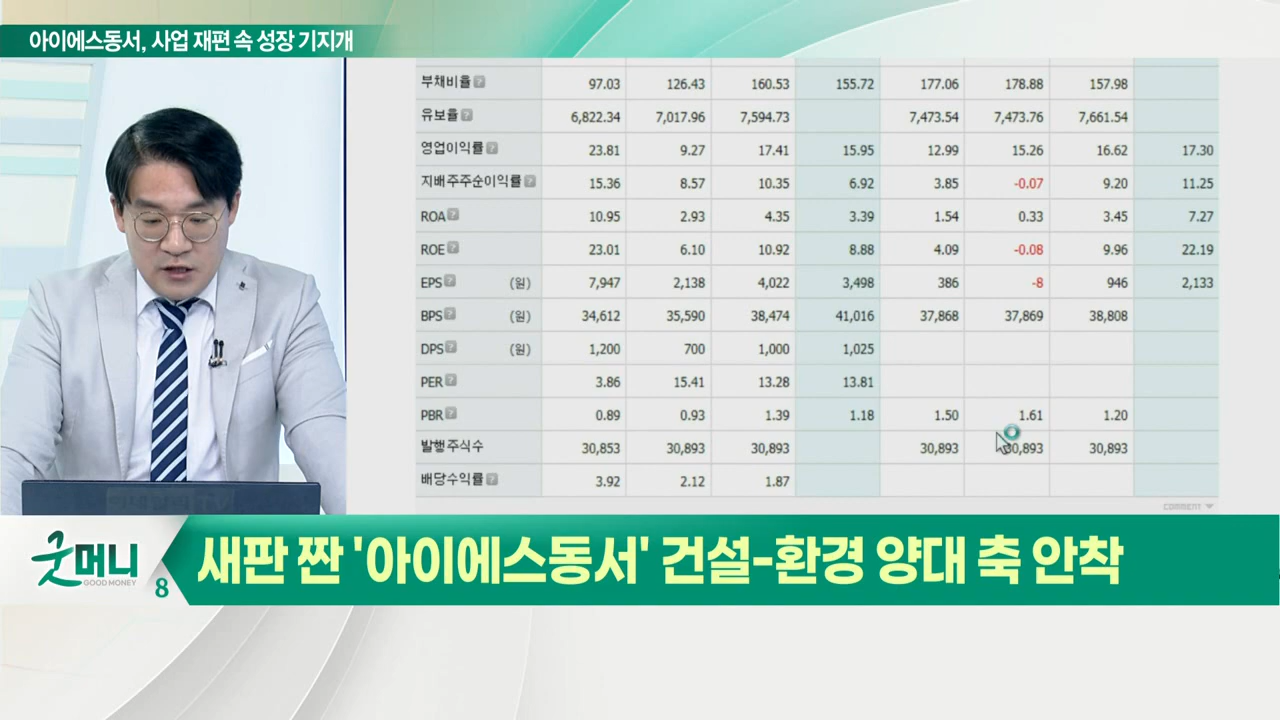 아이에스동서, 사업 재편 속 성장 기지개
부채비율 97.03 126.43 160.53 155.72 177.06 178.88 157.98
유보율 6,822.34 7,017.96 7,594.73 7,473.54 7,473.76 7,661.54
영업이익률 23.81 9.27 17.41 15.95 12.99 15.26 16.62 17.30
지배주주순이익률 15.36 8.57 10.35 6.92 3.85 -0.07 9.20 11.25
ROA 10.95 2.93 4.35 3.39 1.54 0.33 3.45 7.27
ROE 23.01 6.10 10.92 8.88 4.09 -0.08 9.96 22.19
EPS (원) 7,947 2,138 4,022 3,498 386 -8 946 2,133
BPS (원) 34,612 35,590 38,474 41,016 37,868 37,869 38,808
DPS (원) 1,200 700 1,000 1,025
PER 3.86 15.41 13.28 13.81
PBR 0.89 0.93 1.39 1.18 1.50 1.61 1.20
발행주식수 30,853 30,893 30,893 30,893 30,893 30,893
배당수익률 3.92 2.12 1.87
COMMENT
굿머니
GOOD MONEY
8
새판 짠 '아이에스동서' 건설-환경 양대 축 안착